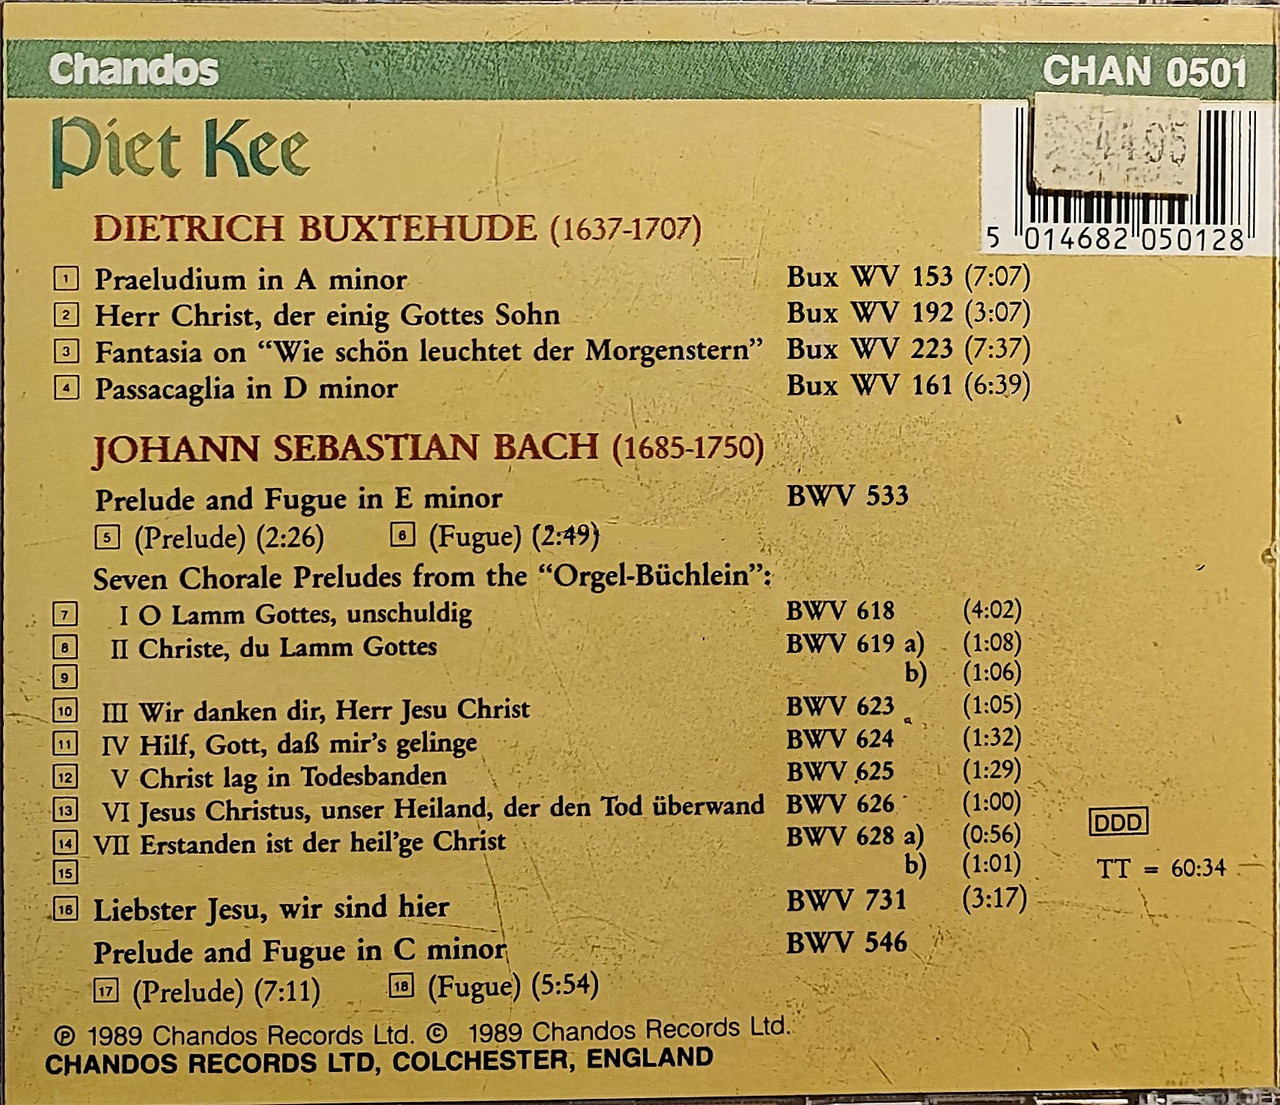 Chandos CHAN 0501
Piet Kee
4495
5 014682 050128
DIETRICH BUXTEHUDE (1637-1707)
1 Praeludium in A minor Bux WV 153 (7:07)
2 Herr Christ, der einig Gottes Sohn Bux WV 192 (3:07)
3 Fantasia on “Wie schön leuchtet der Morgenstern” Bux WV 223 (7:37)
4 Passacaglia in D minor Bux WV 161 (6:39)
JOHANN SEBASTIAN BACH (1685-1750)
Prelude and Fugue in E minor BWV 533
5 (Prelude) (2:26) 6 (Fugue) (2:49)
Seven Chorale Preludes from the “Orgel-Büchlein”:
7 I O Lamm Gottes, unschuldig BWV 618 (4:02)
8 II Christe, du Lamm Gottes BWV 619 a) (1:08)
9 b) (1:06)
10 III Wir danken dir, Herr Jesu Christ BWV 623 (1:05)
11 IV Hilf, Gott, daß mir's gelinge BWV 624 (1:32)
12 V Christ lag in Todesbanden BWV 625 (1:29)
13 VI Jesus Christus, unser Heiland, der den Tod überwand BWV 626 (1:00)
14 VII Erstanden ist der heil'ge Christ BWV 628 a) (0:56)
15 b) (1:01)
DDD
TT = 60:34
16 Liebster Jesu, wir sind hier BWV 731 (3:17)
Prelude and Fugue in C minor BWV 546
17 (Prelude) (7:11) 18 (Fugue) (5:54)
℗ 1989 Chandos Records Ltd. © 1989 Chandos Records Ltd.
CHANDOS RECORDS LTD, COLCHESTER, ENGLAND